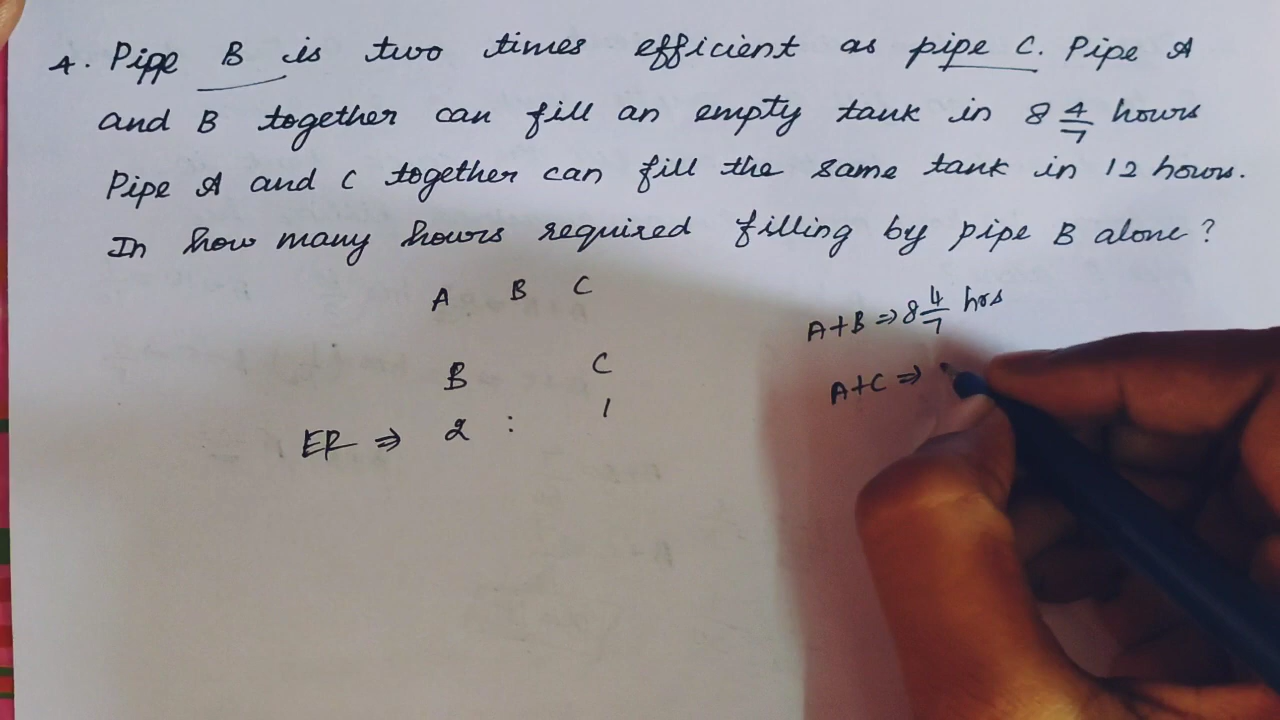 4. Pipe B is two times efficient as pipe C. Pipe A
and B together can fill an empty tank in 8 4/7 hours
Pipe A and C together can fill the same tank in 12 hours.
In how many hours required filling by pipe B alone?
A B C
A+B ⇒ 8 4/7 hrs
B C
A+C ⇒
ER ⇒ 2 : 1